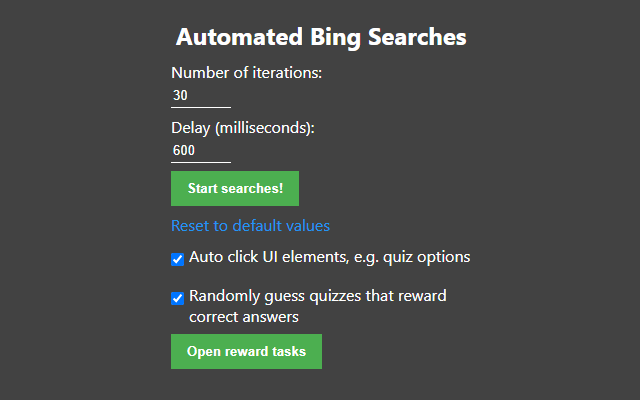 Automated Bing Searches
Number of iterations:
30
Delay (milliseconds):
600
Start searches!
Reset to default values
Auto click UI elements, e.g. quiz options
Randomly guess quizzes that reward
correct answers
Open reward tasks